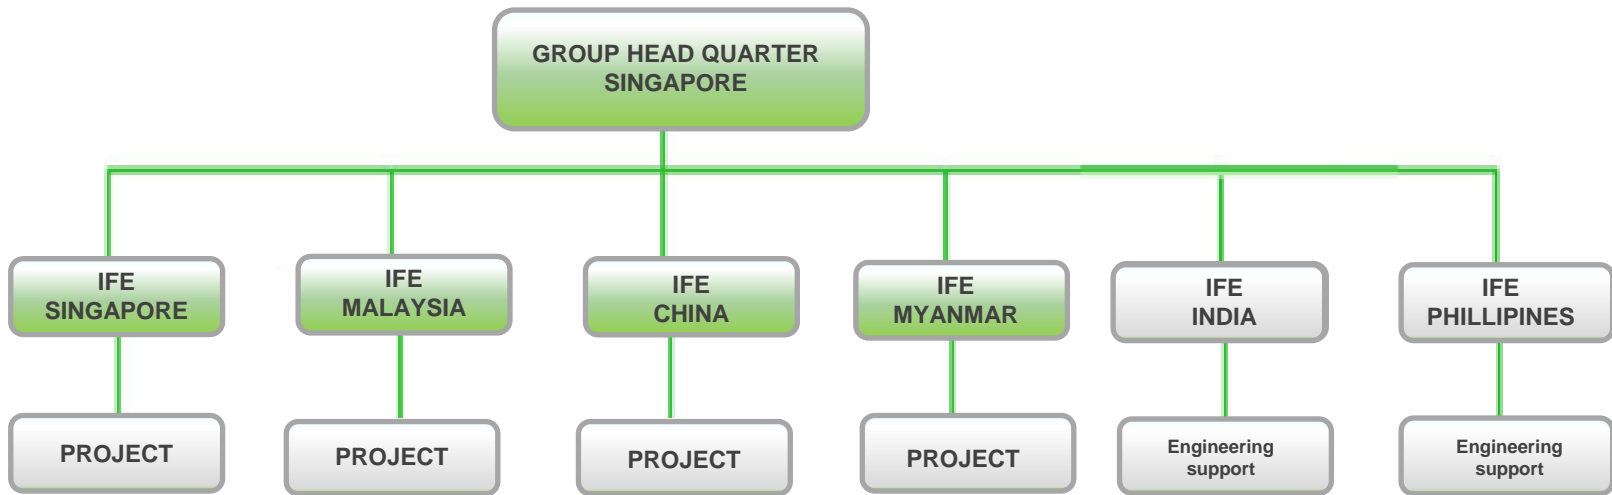 GROUP HEAD QUARTER
SINGAPORE
IFE
SINGAPORE
IFE
MALAYSIA
IFE
CHINA
IFE
MYANMAR
IFE
INDIA
IFE
PHILLIPINES
PROJECT
PROJECT
PROJECT
PROJECT
Engineering
support
Engineering
support